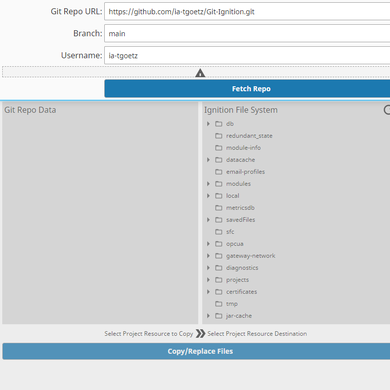 Git Repo URL: https://github.com/ia-tgoetz/Git-Ignition.git
Branch: main
Username: ia-tgoetz
Fetch Repo
Git Repo Data
Ignition File System
db
redundant_state
module-info
datacache
email-profiles
modules
local
metricsdb
savedFiles
sfc
opcua
gateway-network
diagnostics
projects
certificates
tmp
jar-cache
Select Project Resource to Copy Select Project Resource Destination
Copy/Replace Files